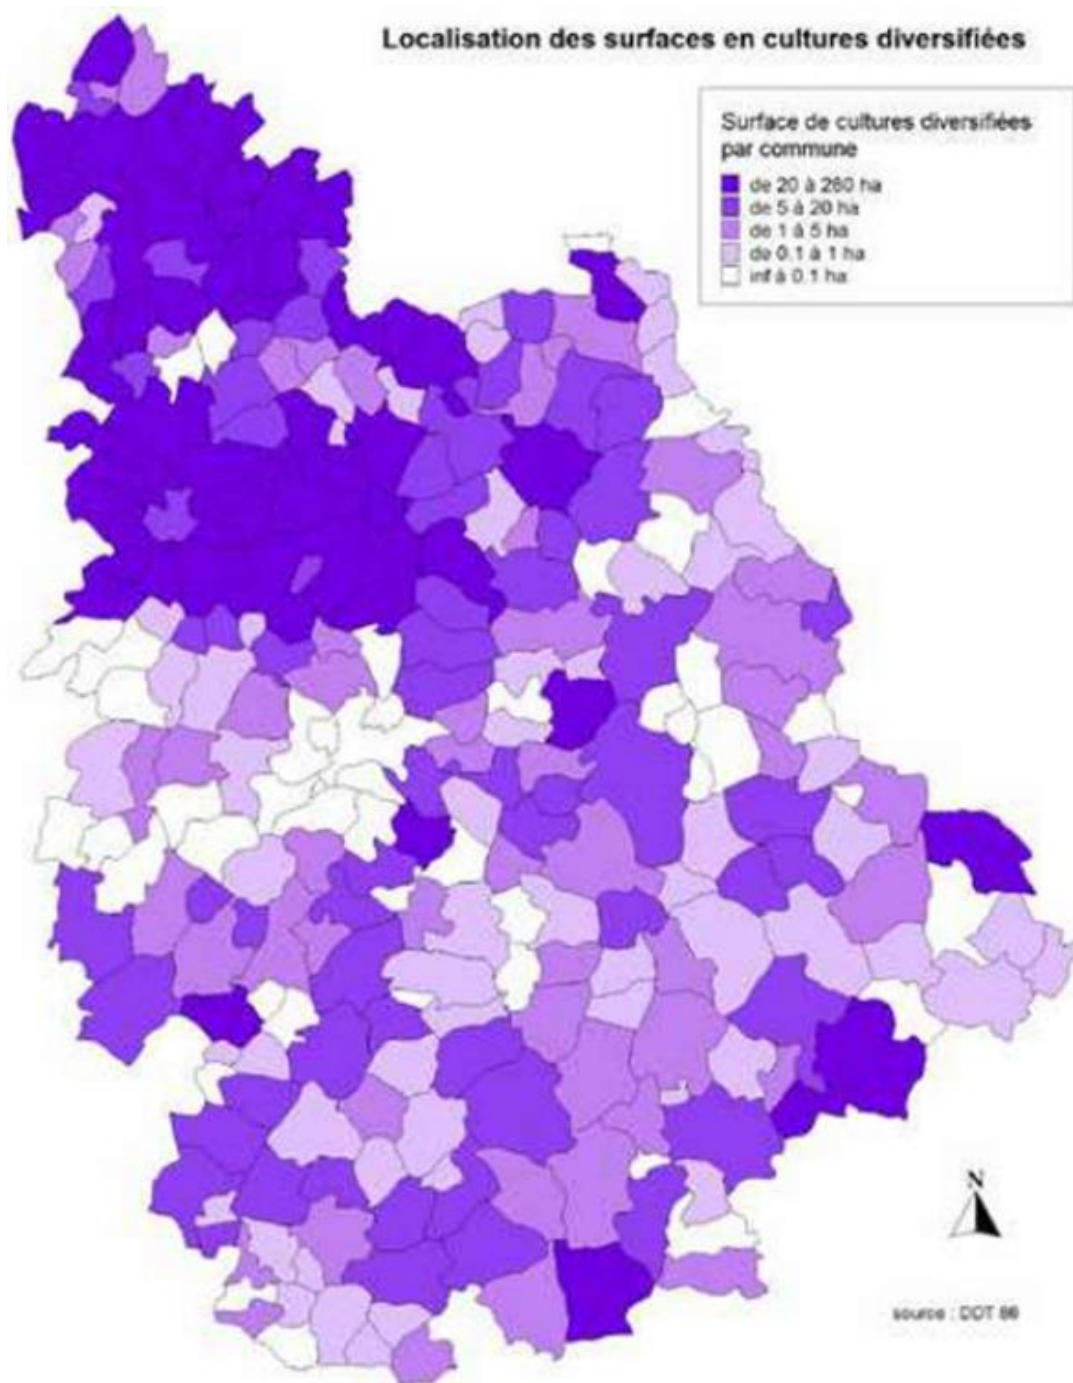 Localisation des surfaces en cultures diversifiées
Surface de cultures diversifiées
par commune
de 20 à 260 ha
de 5 à 20 ha
de 1 à 5 ha
de 0.1 à 1 ha
inf à 0.1 ha
N
source : DDT 86